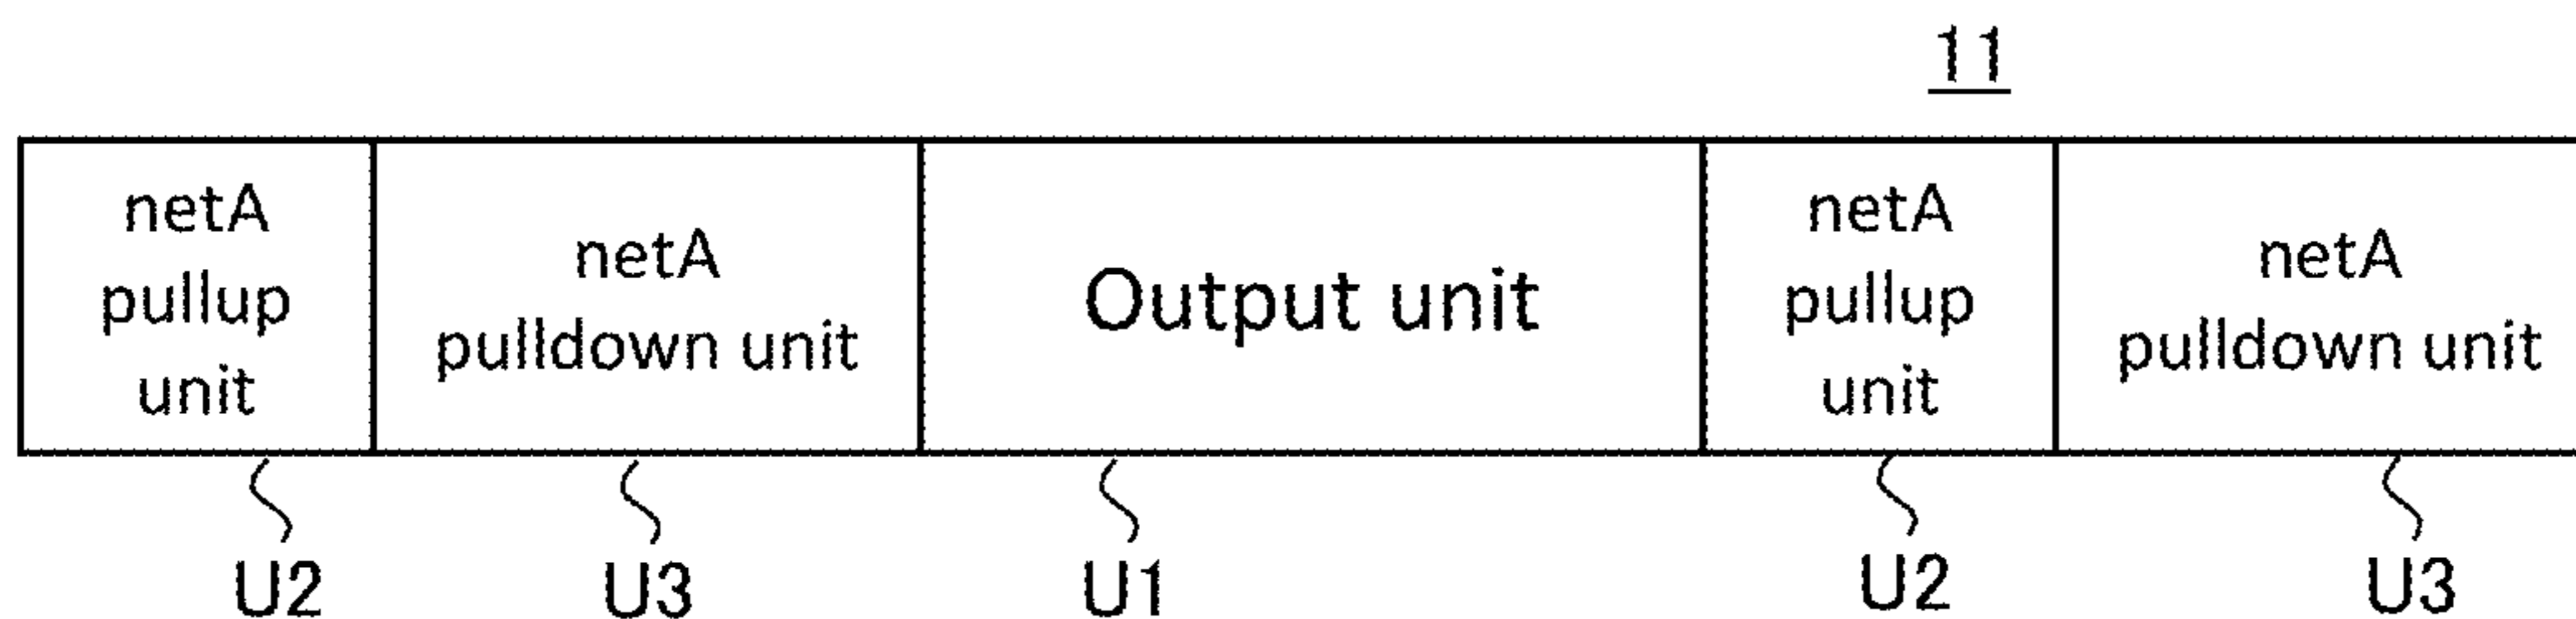 11
netA
pullup
unit
netA
pulldown unit
Output unit
netA
pullup
unit
netA
pulldown unit
U2
U3
U1
U2
U3